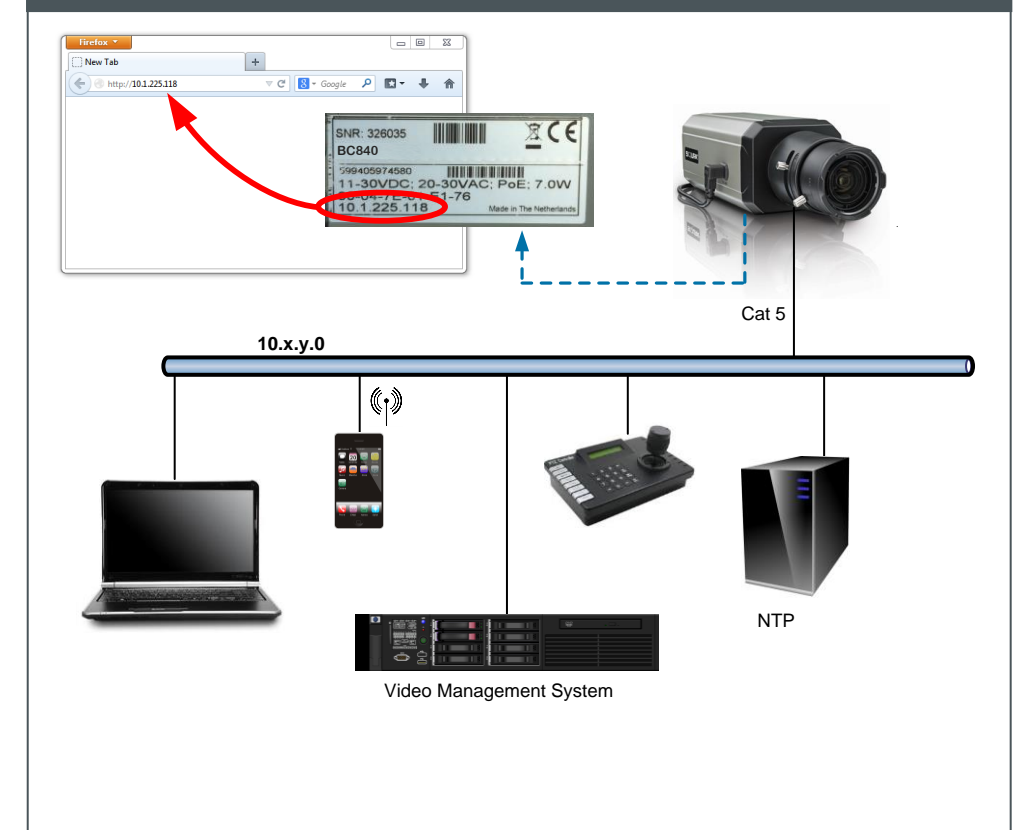 Firefox
New Tab
http://10.1.225.118
Google
SNR: 326035
BC840
599405974580
11-30VDC; 20-30VAC; PoE; 7.0W
10.1.225.118
Made in The Netherlands
Cat 5
10.x.y.0
NTP
Video Management System